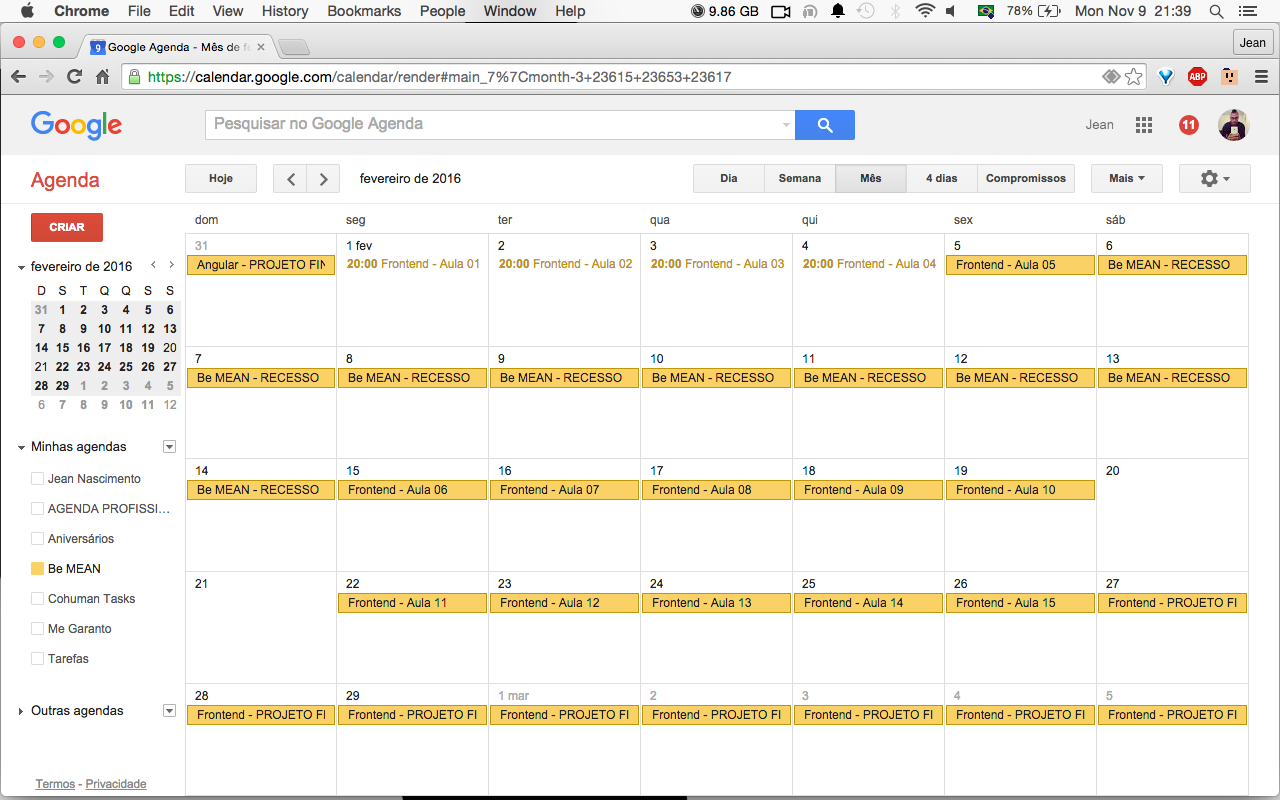 Chrome File Edit View History Bookmarks People Window Help 9.86 GB 78% Mon Nov 9 21:39
9 Google Agenda - Mês de f Jean
https://calendar.google.com/calendar/render#main_7%7Cmonth-3+23615+23653+23617 ABP
Google Pesquisar no Google Agenda Jean 11
Agenda Hoje fevereiro de 2016 Dia Semana Mês 4 dias Compromissos Mais
CRIAR
fevereiro de 2016
D S T Q Q S S
31 1 2 3 4 5 6
7 8 9 10 11 12 13
14 15 16 17 18 19 20
21 22 23 24 25 26 27
28 29 1 2 3 4 5
6 7 8 9 10 11 12
Minhas agendas
Jean Nascimento
AGENDA PROFISSI...
Aniversários
Be MEAN
Cohuman Tasks
Me Garanto
Tarefas
Outras agendas
Termos - Privacidade
dom seg ter qua qui sex sáb
31 1 fev 2 3 4 5 6
Angular - PROJETO FIN 20:00 Frontend - Aula 01 20:00 Frontend - Aula 02 20:00 Frontend - Aula 03 20:00 Frontend - Aula 04 Frontend - Aula 05 Be MEAN - RECESSO
7 8 9 10 11 12 13
Be MEAN - RECESSO Be MEAN - RECESSO Be MEAN - RECESSO Be MEAN - RECESSO Be MEAN - RECESSO Be MEAN - RECESSO Be MEAN - RECESSO
14 15 16 17 18 19 20
Be MEAN - RECESSO Frontend - Aula 06 Frontend - Aula 07 Frontend - Aula 08 Frontend - Aula 09 Frontend - Aula 10
21 22 23 24 25 26 27
Frontend - Aula 11 Frontend - Aula 12 Frontend - Aula 13 Frontend - Aula 14 Frontend - Aula 15 Frontend - PROJETO FI
28 29 1 mar 2 3 4 5
Frontend - PROJETO FI Frontend - PROJETO FI Frontend - PROJETO FI Frontend - PROJETO FI Frontend - PROJETO FI Frontend - PROJETO FI Frontend - PROJETO FI